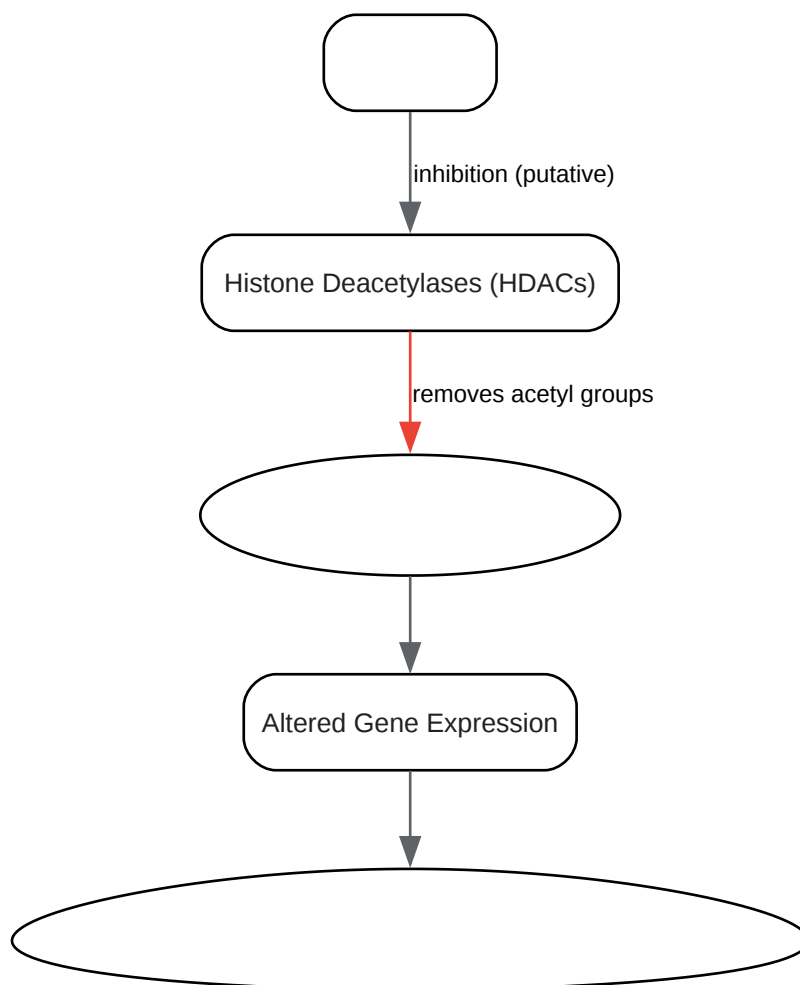 inhibition (putative)
Histone Deacetylases (HDACs)
removes acetyl groups
Altered Gene Expression